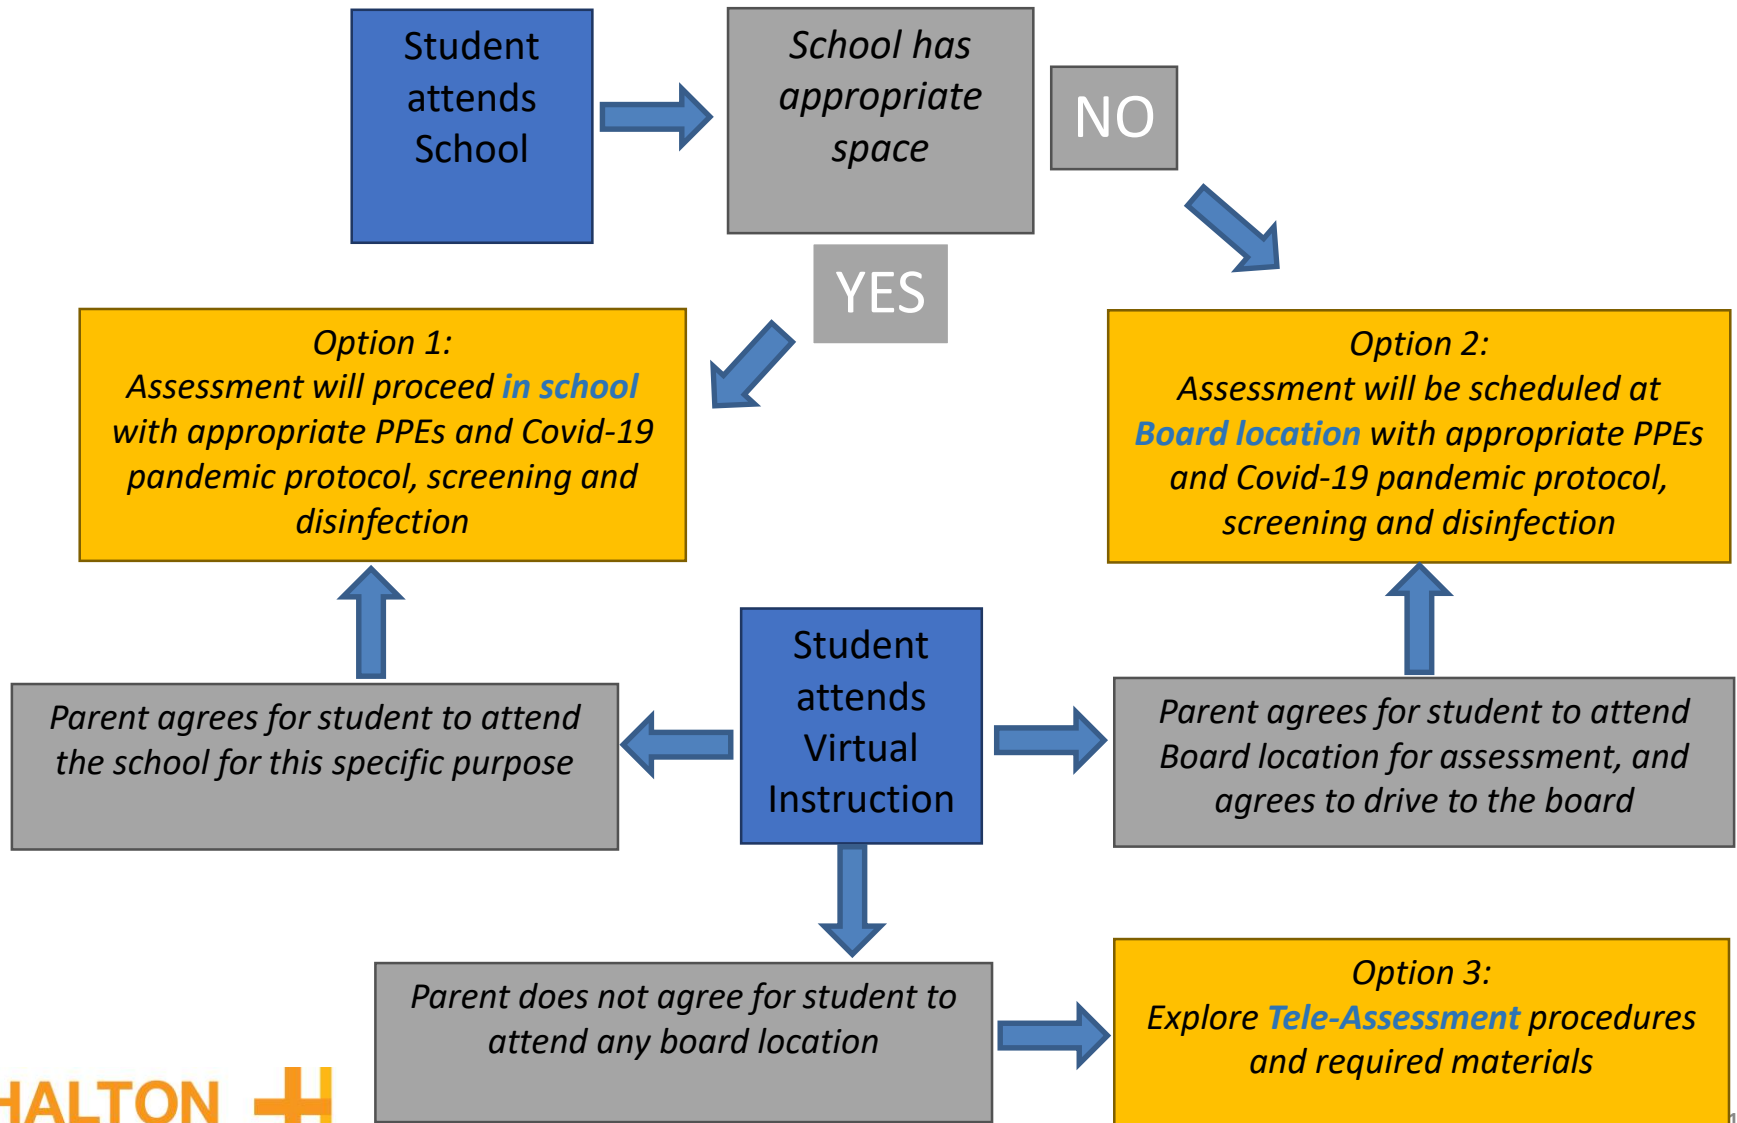 Student
attends
School
School has
appropriate
space
NO
YES
Option 1:
Assessment will proceed in school
with appropriate PPEs and Covid-19
pandemic protocol, screening and
disinfection
Option 2:
Assessment will be scheduled at
Board location with appropriate PPEs
and Covid-19 pandemic protocol,
screening and disinfection
Parent agrees for student to attend
the school for this specific purpose
Student
attends
Virtual
Instruction
Parent agrees for student to attend
Board location for assessment, and
agrees to drive to the board
Parent does not agree for student to
attend any board location
Option 3:
Explore Tele-Assessment procedures
and required materials
HALTON